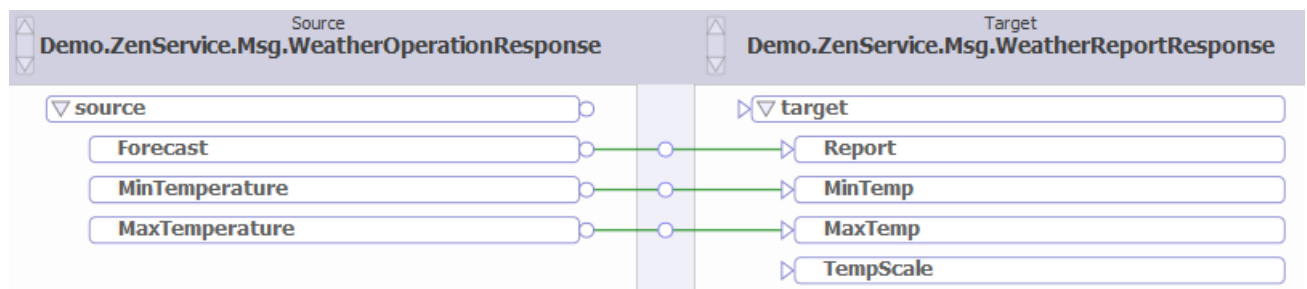 Source
Demo.ZenService.Msg.WeatherOperationResponse
Target
Demo.ZenService.Msg.WeatherReportResponse
source
target
Forecast
Report
MinTemperature
MinTemp
MaxTemperature
MaxTemp
TempScale